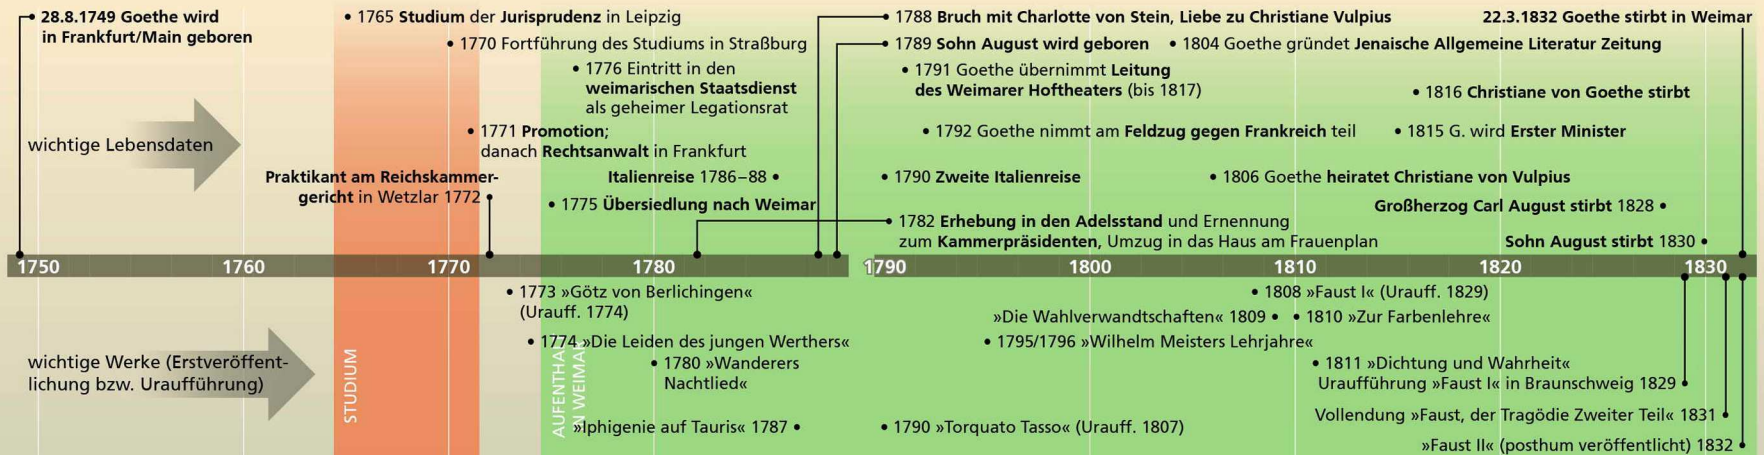 28.8.1749 Goethe wird
in Frankfurt/Main geboren
1765 Studium der Jurisprudenz in Leipzig
1770 Fortführung des Studiums in Straßburg
1776 Eintritt in den
weimarischen Staatsdienst
als geheimer Legationsrat
1771 Promotion;
danach Rechtsanwalt in Frankfurt
wichtige Lebensdaten
Praktikant am Reichskammer-
gericht in Wetzlar 1772
Italienreise 1786–88
1775 Übersiedlung nach Weimar
1788 Bruch mit Charlotte von Stein, Liebe zu Christiane Vulpius
22.3.1832 Goethe stirbt in Weimar
1789 Sohn August wird geboren
1804 Goethe gründet Jenaische Allgemeine Literatur Zeitung
1791 Goethe übernimmt Leitung
des Weimarer Hoftheaters (bis 1817)
1816 Christiane von Goethe stirbt
1792 Goethe nimmt am Feldzug gegen Frankreich teil
1815 G. wird Erster Minister
1790 Zweite Italienreise
1806 Goethe heiratet Christiane von Vulpius
Großherzog Carl August stirbt 1828
1782 Erhebung in den Adelsstand und Ernennung
zum Kammerpräsidenten, Umzug in das Haus am Frauenplan
Sohn August stirbt 1830
1750 1760 1770 1780 1790 1800 1810 1820 1830
1773 »Götz von Berlichingen«
(Urauff. 1774)
1774 »Die Leiden des jungen Werthers«
wichtige Werke (Erstveröffent-
lichung bzw. Uraufführung)
1780 »Wanderers
Nachtlied«
»Iphigenie auf Tauris« 1787
STUDIUM
AUFENTHALT
IN WEIMAR
1808 »Faust I« (Urauff. 1829)
»Die Wahlverwandtschaften« 1809
1810 »Zur Farbenlehre«
1795/1796 »Wilhelm Meisters Lehrjahre«
1811 »Dichtung und Wahrheit«
Uraufführung »Faust I« in Braunschweig 1829
Vollendung »Faust, der Tragödie Zweiter Teil« 1831
1790 »Torquato Tasso« (Urauff. 1807)
»Faust II« (posthum veröffentlicht) 1832